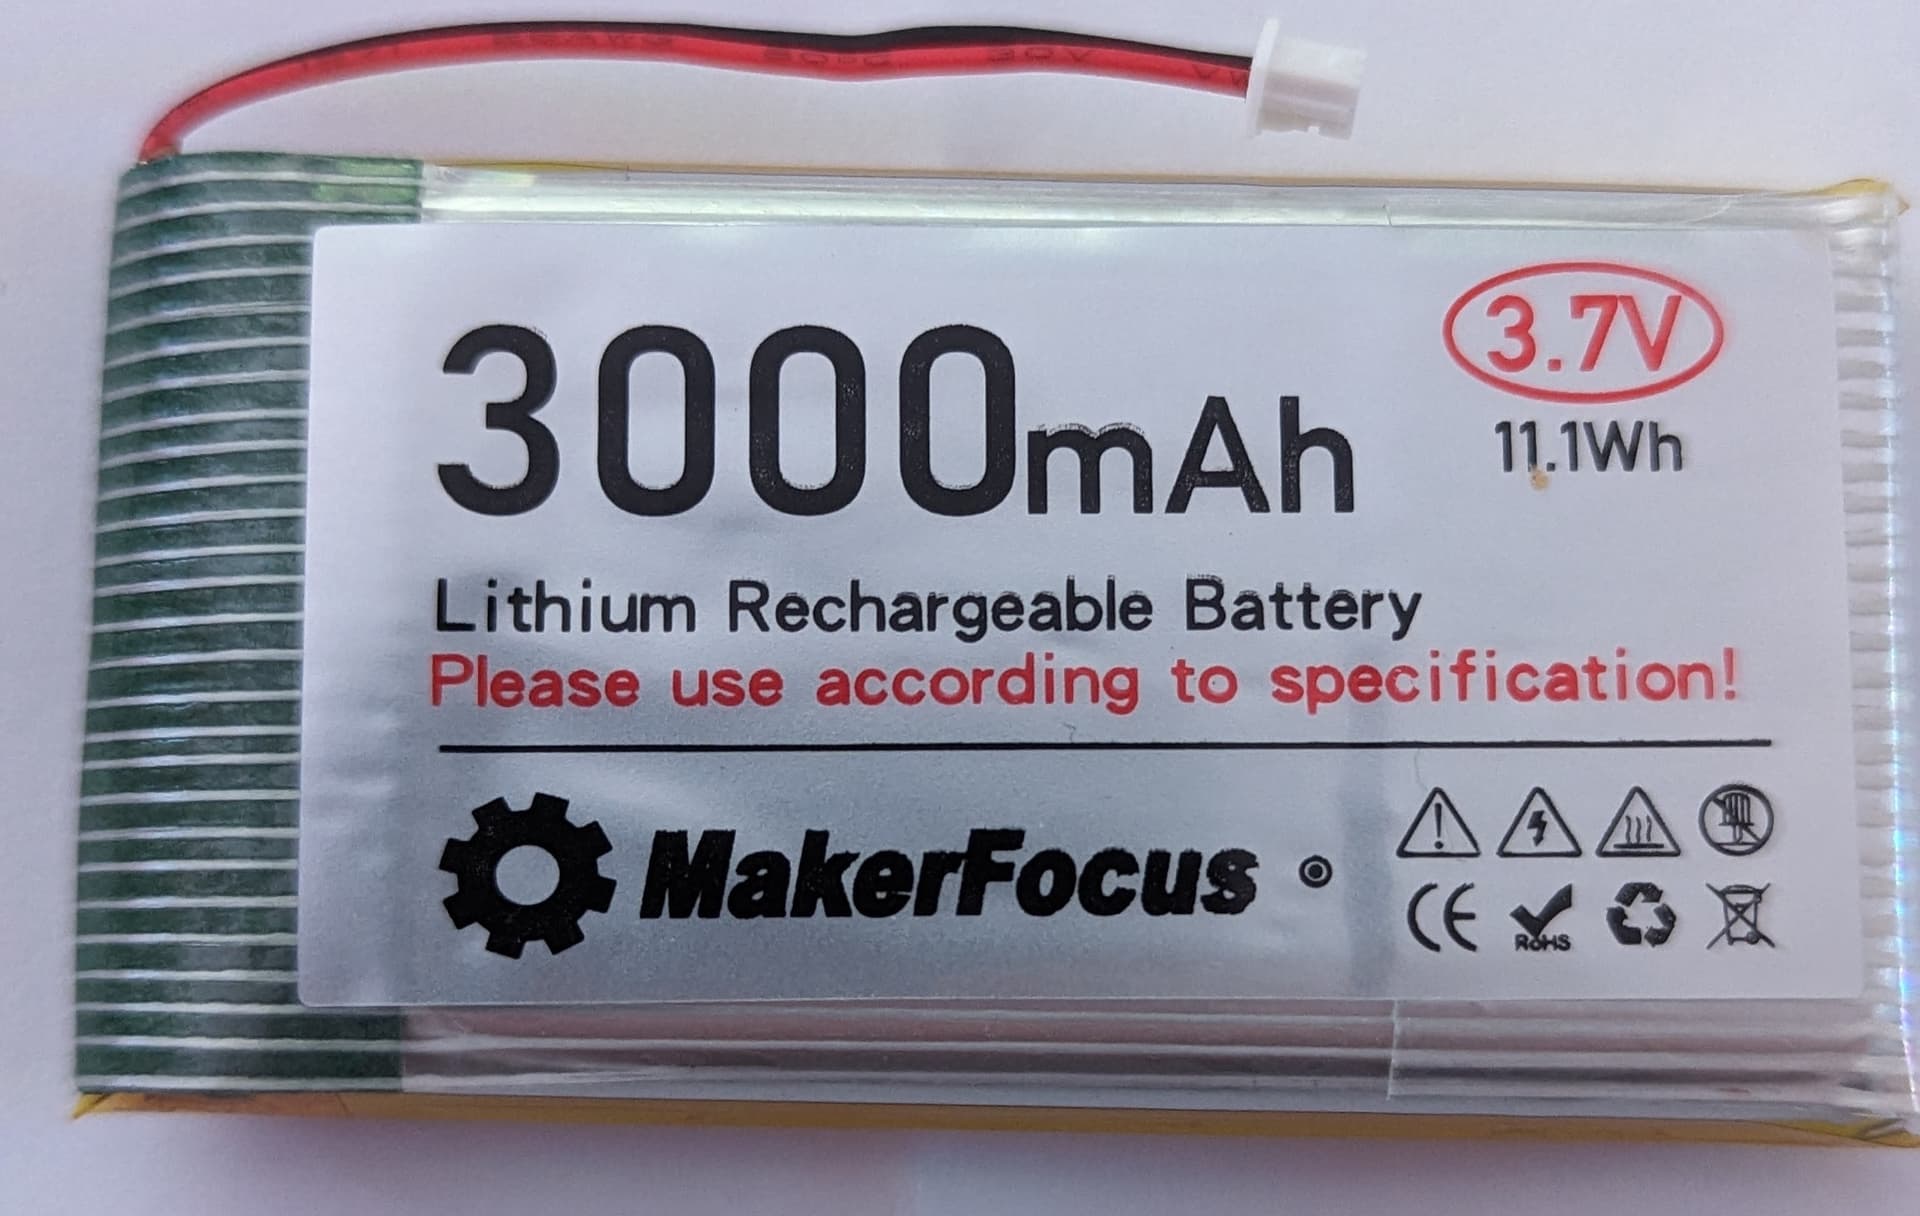 3000mAh
3.7V
11.1Wh
Lithium Rechargeable Battery
Please use according to specification!
MakerFocus
CE
RoHS